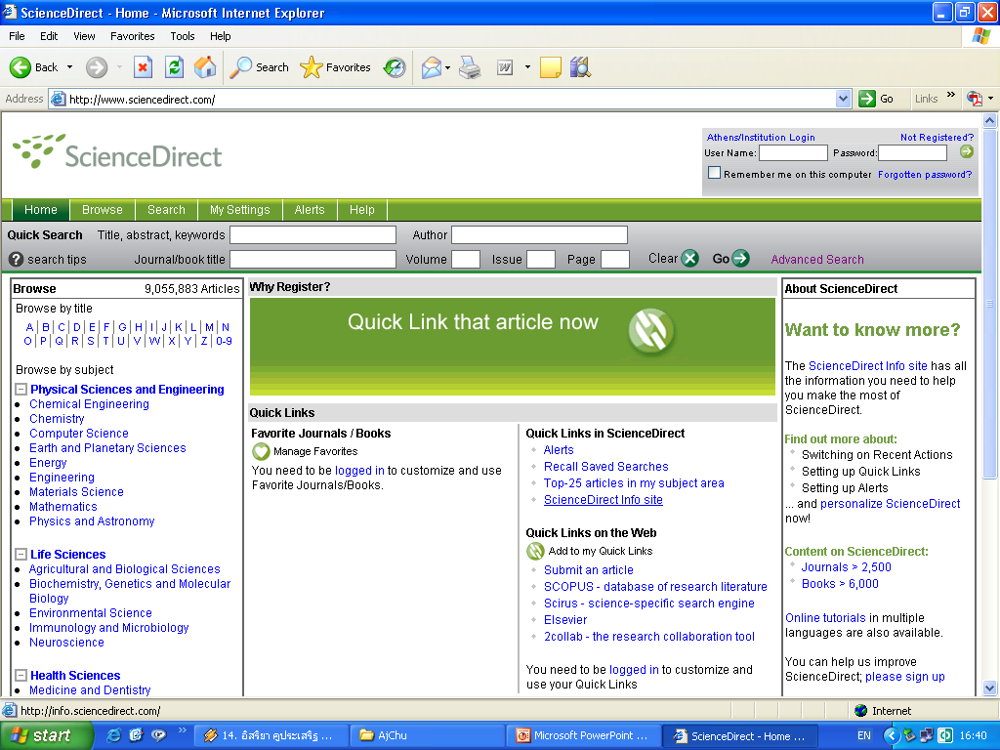 ScienceDirect - Home - Microsoft Internet Explorer
File Edit View Favorites Tools Help
Back Search Favorites
Address http://www.sciencedirect.com/ Go Links »
ScienceDirect
Athens/Institution Login Not Registered?
User Name: Password:
Remember me on this computer Forgotten password?
Home Browse Search My Settings Alerts Help
Quick Search Title, abstract, keywords Author
? search tips Journal/book title Volume Issue Page Clear Go Advanced Search
Browse 9,055,883 Articles
Browse by title
A | B | C | D | E | F | G | H | I | J | K | L | M | N
O | P | Q | R | S | T | U | V | W | X | Y | Z | 0-9
Browse by subject
Physical Sciences and Engineering
Chemical Engineering
Chemistry
Computer Science
Earth and Planetary Sciences
Energy
Engineering
Materials Science
Mathematics
Physics and Astronomy
Life Sciences
Agricultural and Biological Sciences
Biochemistry, Genetics and Molecular
Biology
Environmental Science
Immunology and Microbiology
Neuroscience
Health Sciences
Medicine and Dentistry
Why Register?
Quick Link that article now
Quick Links
Favorite Journals / Books
Manage Favorites
You need to be logged in to customize and use
Favorite Journals/Books.
Quick Links in ScienceDirect
Alerts
Recall Saved Searches
Top-25 articles in my subject area
ScienceDirect Info site
Quick Links on the Web
Add to my Quick Links
Submit an article
SCOPUS - database of research literature
Scirus - science-specific search engine
Elsevier
2collab - the research collaboration tool
You need to be logged in to customize and
use your Quick Links
About ScienceDirect
Want to know more?
The ScienceDirect Info site has all
the information you need to help
you make the most of
ScienceDirect.
Find out more about:
Switching on Recent Actions
Setting up Quick Links
Setting up Alerts
... and personalize ScienceDirect
now!
Content on ScienceDirect:
Journals > 2,500
Books > 6,000
Online tutorials in multiple
languages are also available.
You can help us improve
ScienceDirect; please sign up
http://info.sciencedirect.com/ Internet
start » 14. อิสริยา คูประเสริฐ ... AjChu Microsoft PowerPoint ... ScienceDirect - Home ... EN 16:40